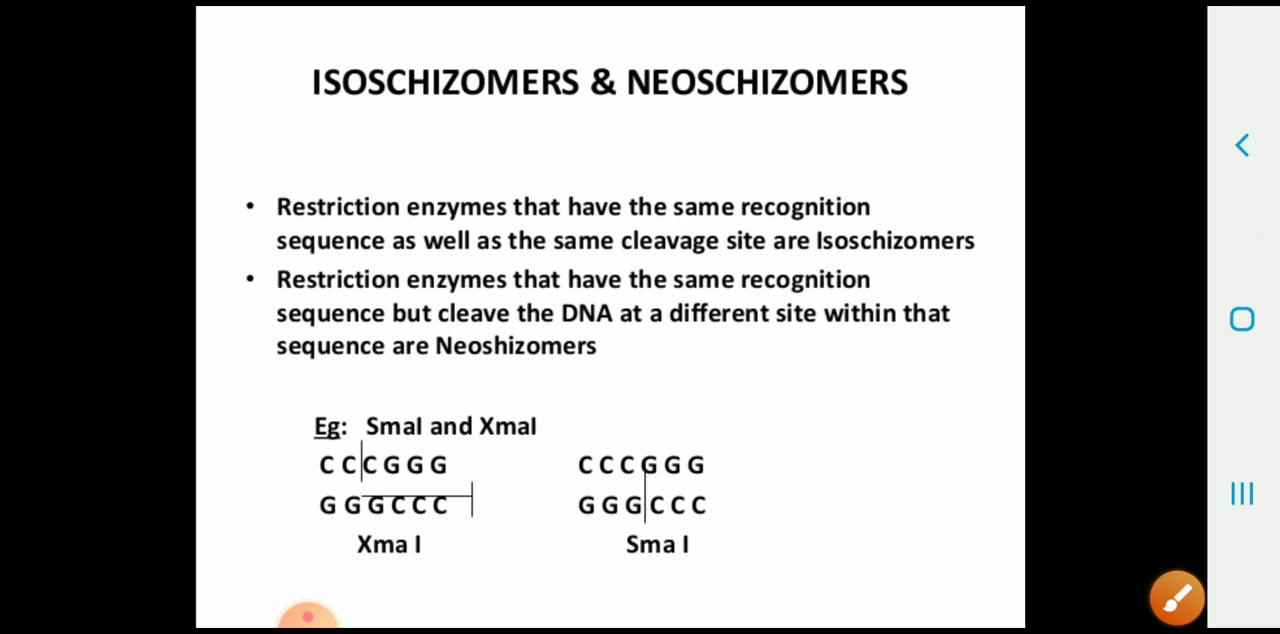 ISOSCHIZOMERS & NEOSCHIZOMERS
• Restriction enzymes that have the same recognition
sequence as well as the same cleavage site are Isoschizomers
• Restriction enzymes that have the same recognition
sequence but cleave the DNA at a different site within that
sequence are Neoshizomers
Eg: SmaI and XmaI
C C C G G G
G G G C C C
Xma I
C C C G G G
G G G C C C
Sma I